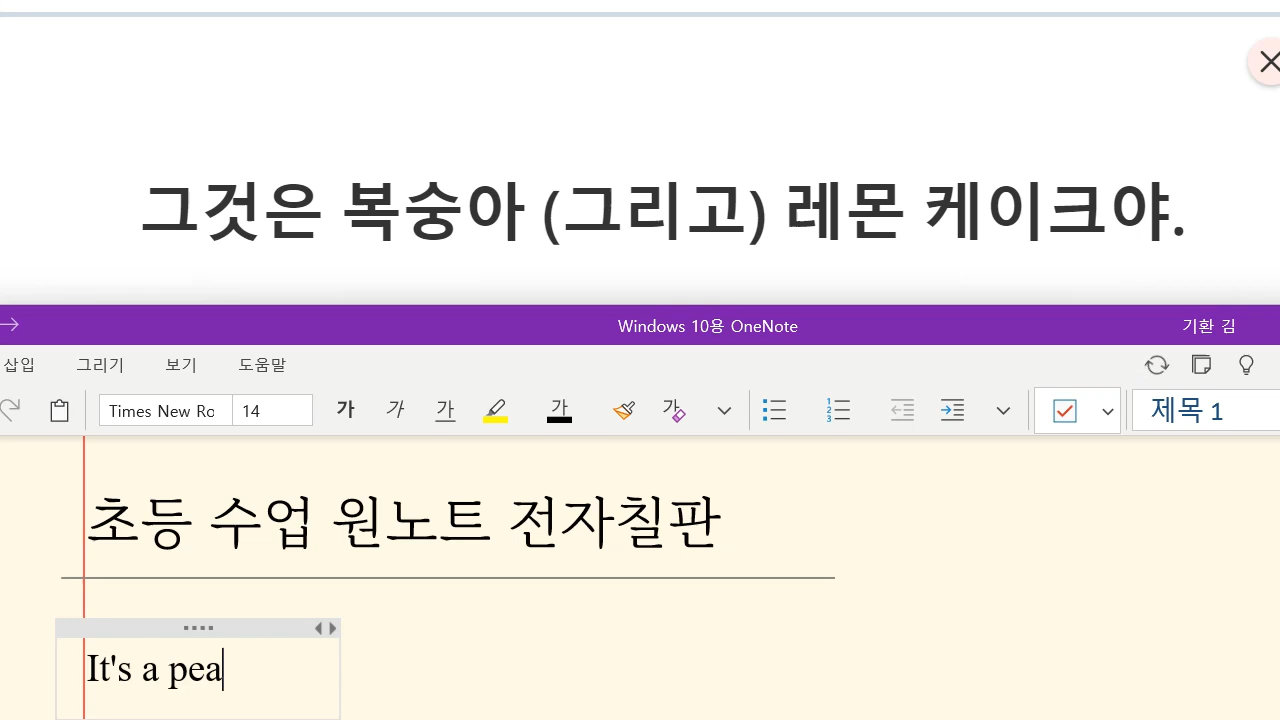 그것은 복숭아 (그리고) 레몬 케이크야.
Windows 10용 OneNote
기환 김
삽입 그리기 보기 도움말
Times New Ro 14 가 가 가 가 가 제목 1
초등 수업 원노트 전자칠판
It's a pea